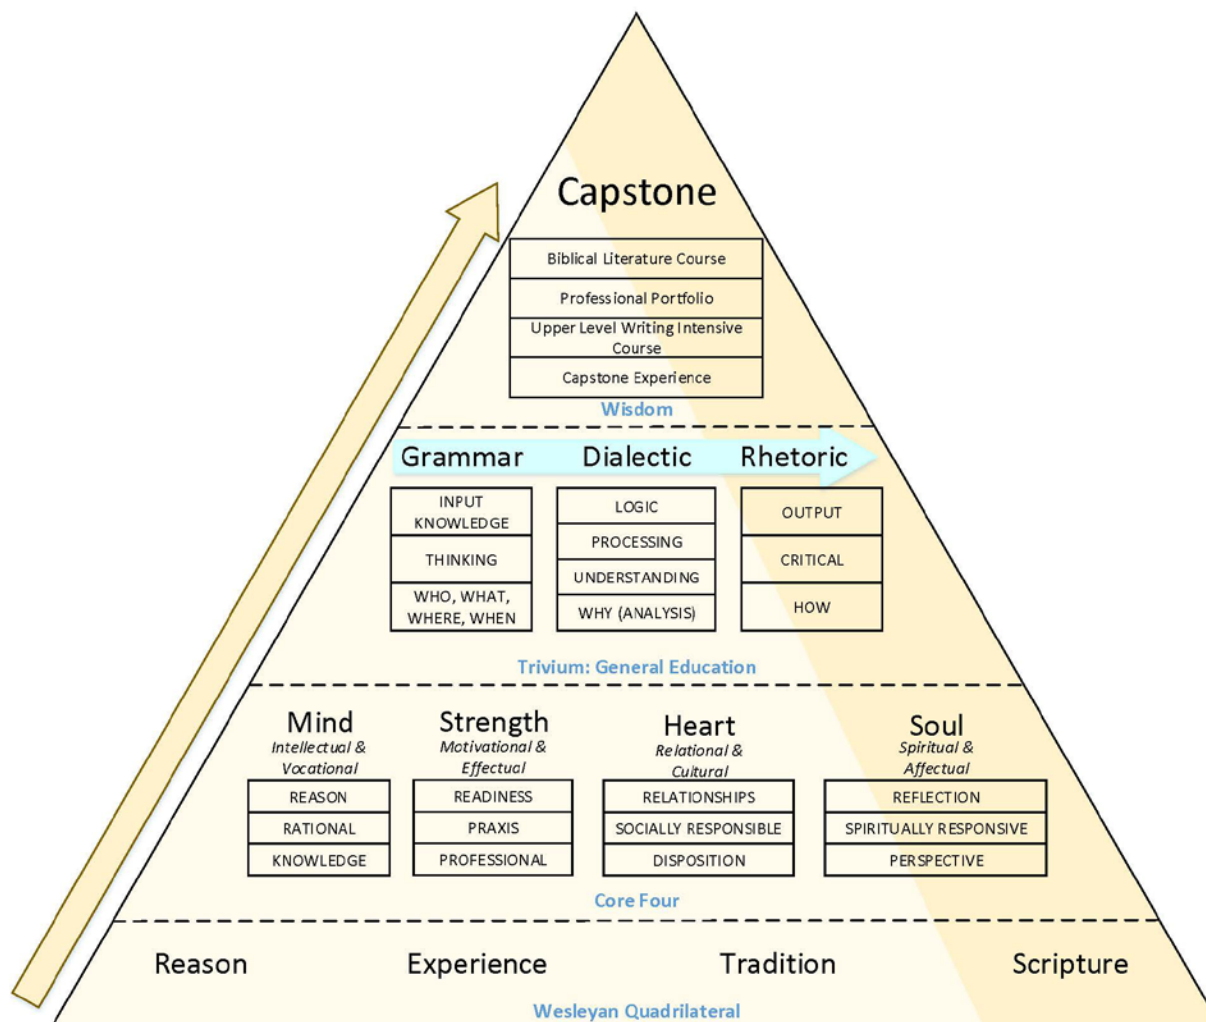 Capstone
Biblical Literature Course
Professional Portfolio
Upper Level Writing Intensive
Course
Capstone Experience
Wisdom
Grammar
Dialectic
Rhetoric
INPUT
KNOWLEDGE
THINKING
WHO, WHAT,
WHERE, WHEN
LOGIC
PROCESSING
UNDERSTANDING
WHY (ANALYSIS)
OUTPUT
CRITICAL
HOW
Trivium: General Education
Mind
Intellectual &
Vocational
REASON
RATIONAL
KNOWLEDGE
Strength
Motivational &
Effectual
READINESS
PRAXIS
PROFESSIONAL
Heart
Relational &
Cultural
RELATIONSHIPS
SOCIALLY RESPONSIBLE
DISPOSITION
Soul
Spiritual &
Affectual
REFLECTION
SPIRITUALLY RESPONSIVE
PERSPECTIVE
Core Four
Reason
Experience
Tradition
Scripture
Wesleyan Quadrilateral